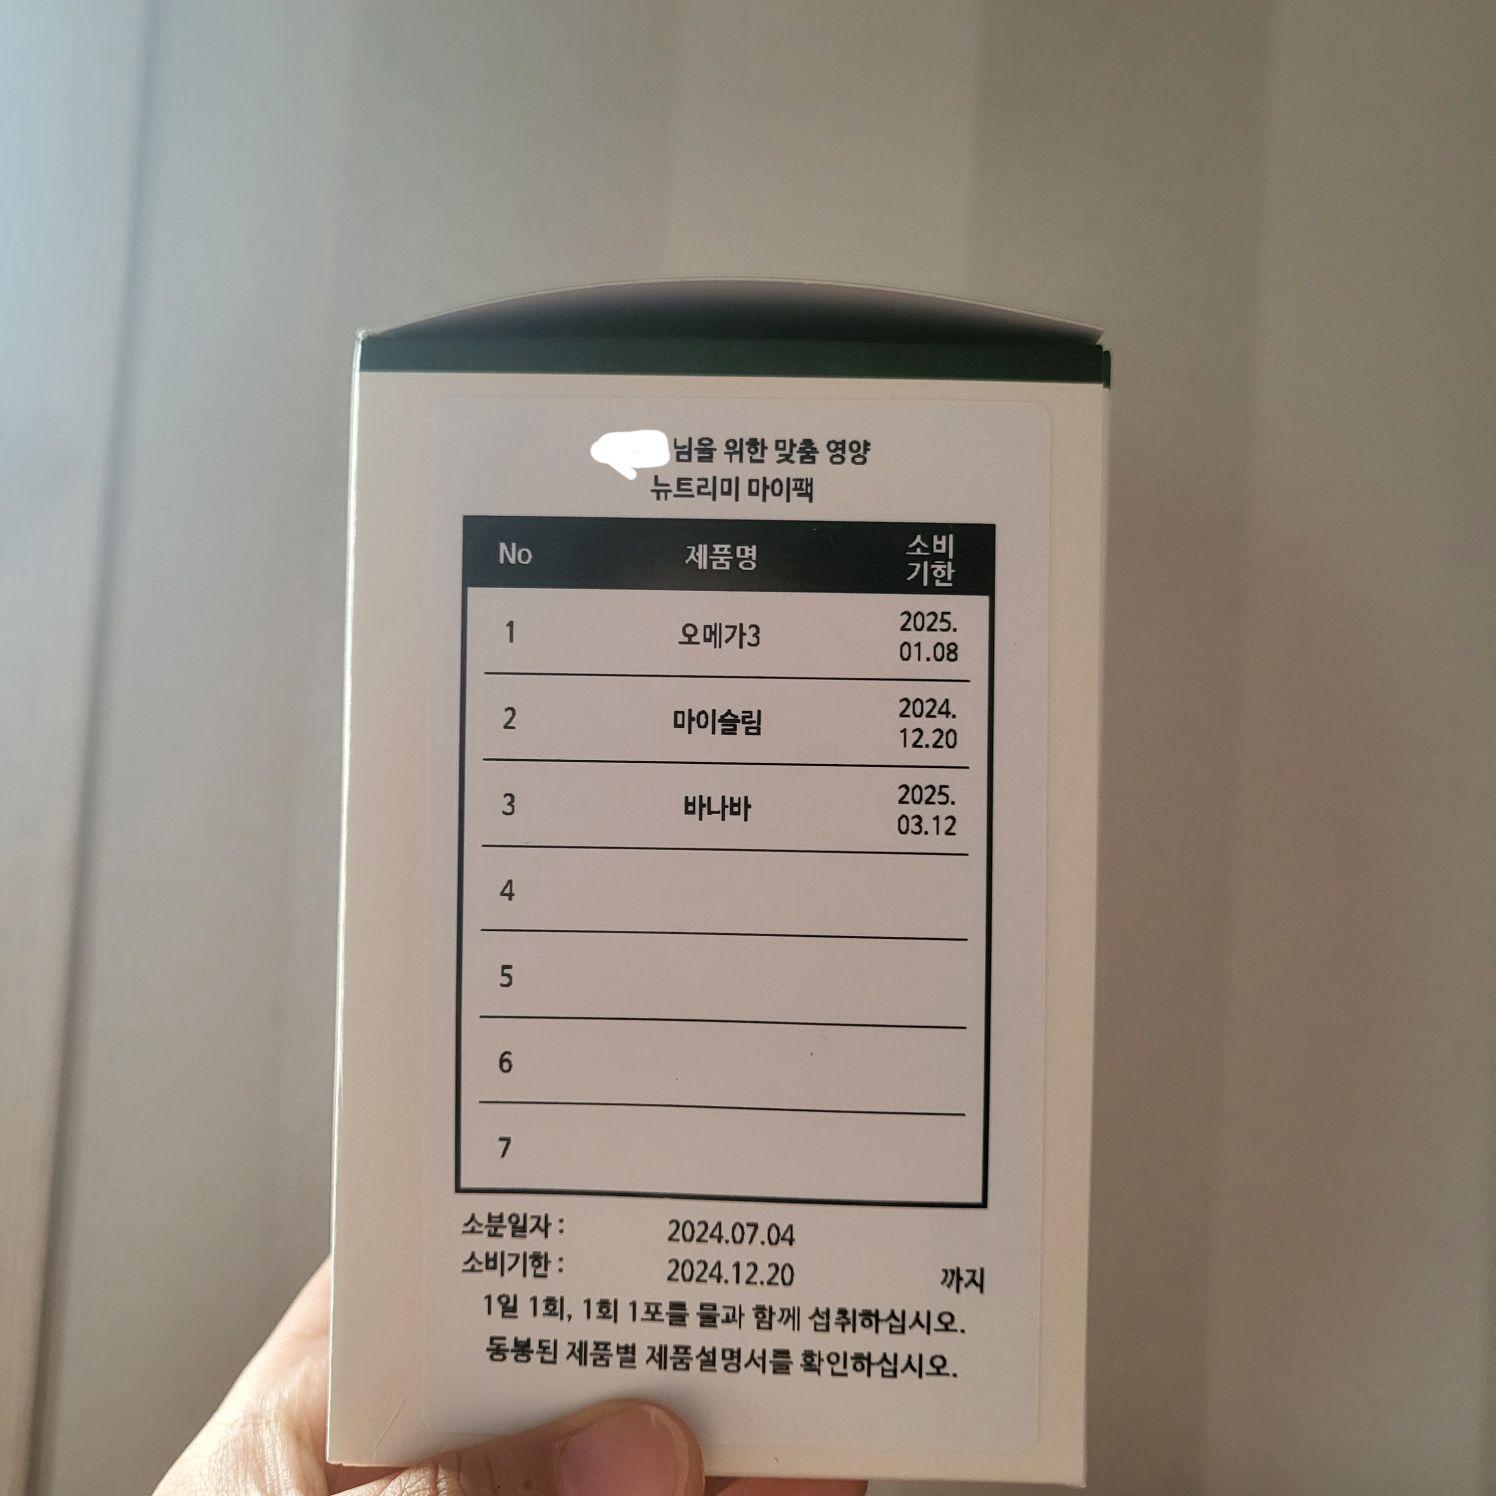 님을 위한 맞춤 영양
뉴트리미 마이팩
No 제품명 소비
기한
1 오메가3 2025.
01.08
2 마이슬림 2024.
12.20
3 바나바 2025.
03.12
4
5
6
7
소분일자 : 2024.07.04
소비기한 : 2024.12.20 까지
1일 1회, 1회 1포를 물과 함께 섭취하십시오.
동봉된 제품별 제품설명서를 확인하십시오.